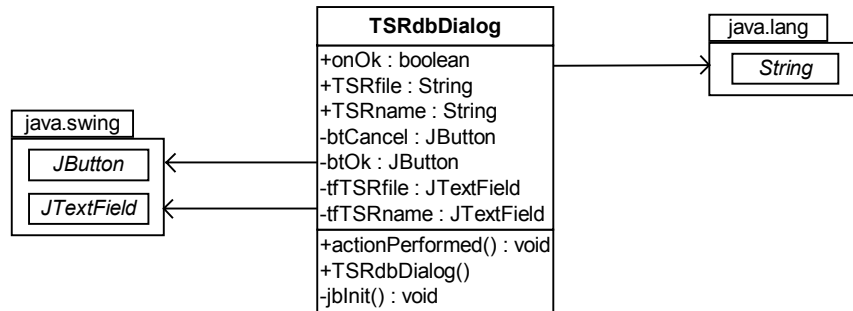 TSRdbDialog
+onOk : boolean
+TSRfile : String
+TSRname : String
-btCancel : JButton
-btOk : JButton
-tfTSRfile : JTextField
-tfTSRname : JTextField
+actionPerformed() : void
+TSRdbDialog()
-jbInit() : void
java.lang
String
java.swing
JButton
JTextField